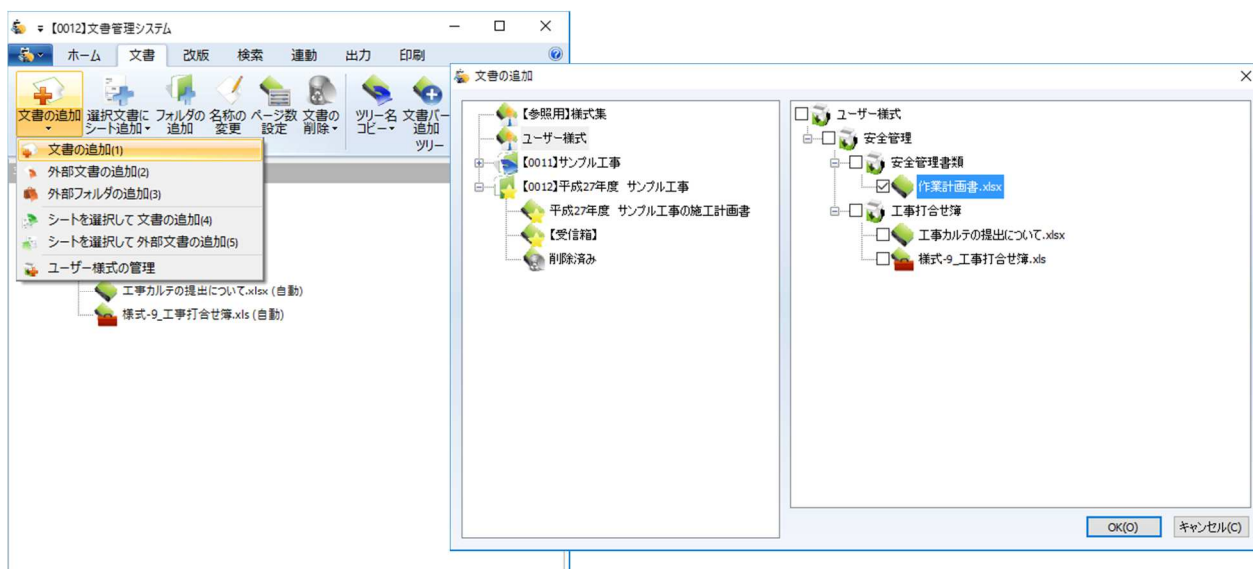 【0012】文書管理システム
ホーム 文書 改版 検索 連動 出力 印刷
文書の追加 選択文書にシート追加 フォルダの追加 名称の変更 ページ数設定 文書の削除 ツリー名コピー 文書バー追加
ツリー
文書の追加(1)
外部文書の追加(2)
外部フォルダの追加(3)
シートを選択して 文書の追加(4)
シートを選択して 外部文書の追加(5)
ユーザー様式の管理
工事カルテの提出について.xlsx (自動)
様式-9_工事打合せ簿.xls (自動)
文書の追加
【参照用】様式集
ユーザー様式
【0011】サンプル工事
【0012】平成27年度 サンプル工事
平成27年度 サンプル工事の施工計画書
【受信箱】
削除済み
ユーザー様式
安全管理
安全管理書類
作業計画書.xlsx
工事打合せ簿
工事カルテの提出について.xlsx
様式-9_工事打合せ簿.xls
OK(O) キャンセル(C)